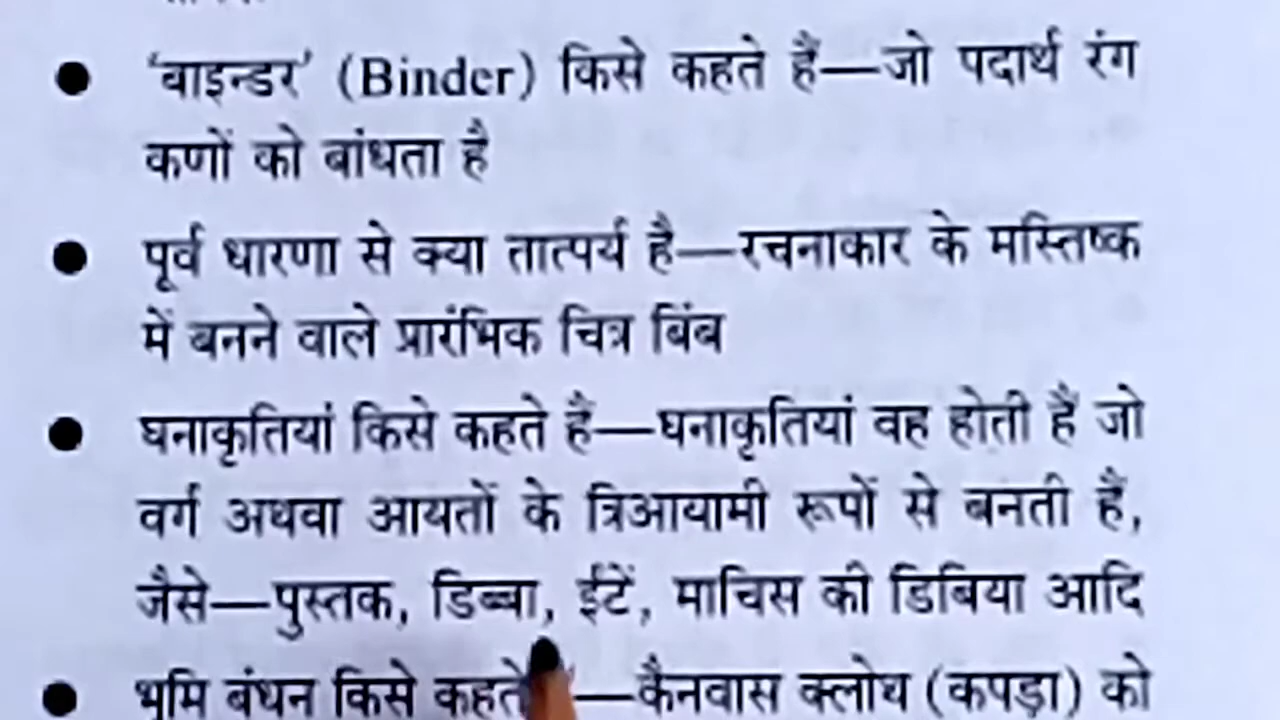 ● 'बाइन्डर' (Binder) किसे कहते हैं—जो पदार्थ रंग
कणों को बांधता है
● पूर्व धारणा से क्या तात्पर्य है—रचनाकार के मस्तिष्क
में बनने वाले प्रारंभिक चित्र बिंब
● घनाकृतियां किसे कहते हैं—घनाकृतियां वह होती हैं जो
वर्ग अथवा आयतों के त्रिआयामी रूपों से बनती हैं,
जैसे—पुस्तक, डिब्बा, ईंटें, माचिस की डिबिया आदि
● भूमि बंधन किसे कहते —कैनवास क्लोथ (कपड़ा) को